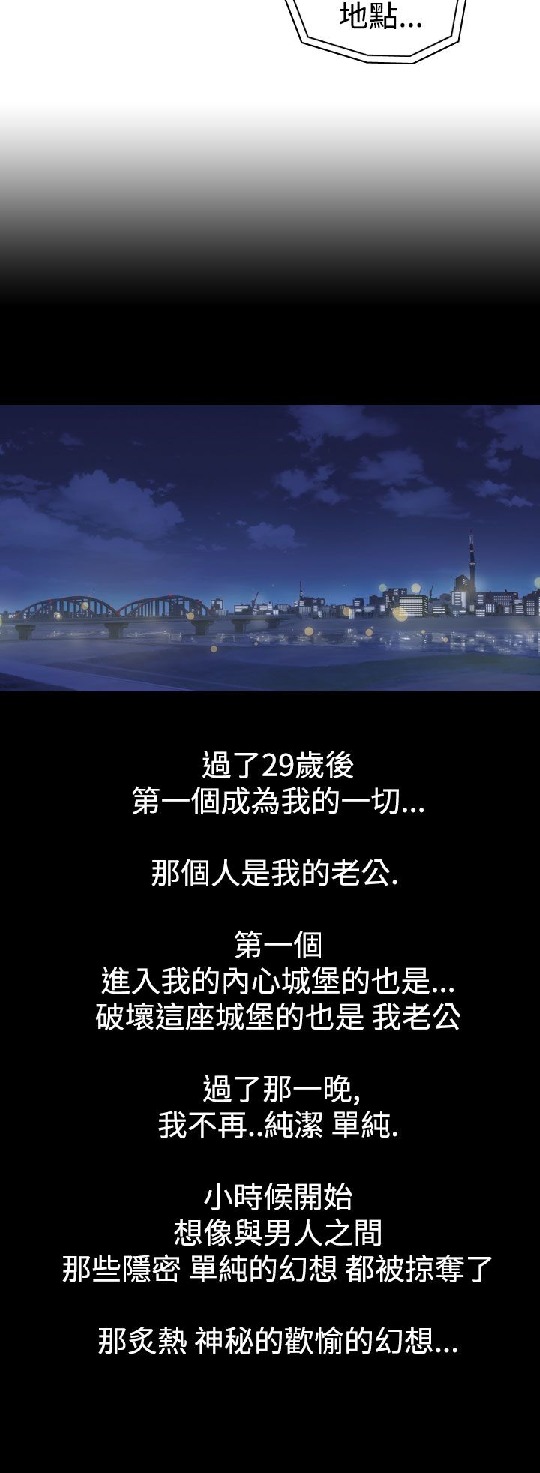 地點...
過了29歲後
第一個成為我的一切...
那個人是我的老公.
第一個
進入我的內心城堡的也是...
破壞這座城堡的也是 我老公
過了那一晚,
我不再..純潔 單純.
小時候開始
想像與男人之間
那些隱密 單純的幻想 都被掠奪了
那炙熱 神秘的歡愉的幻想...